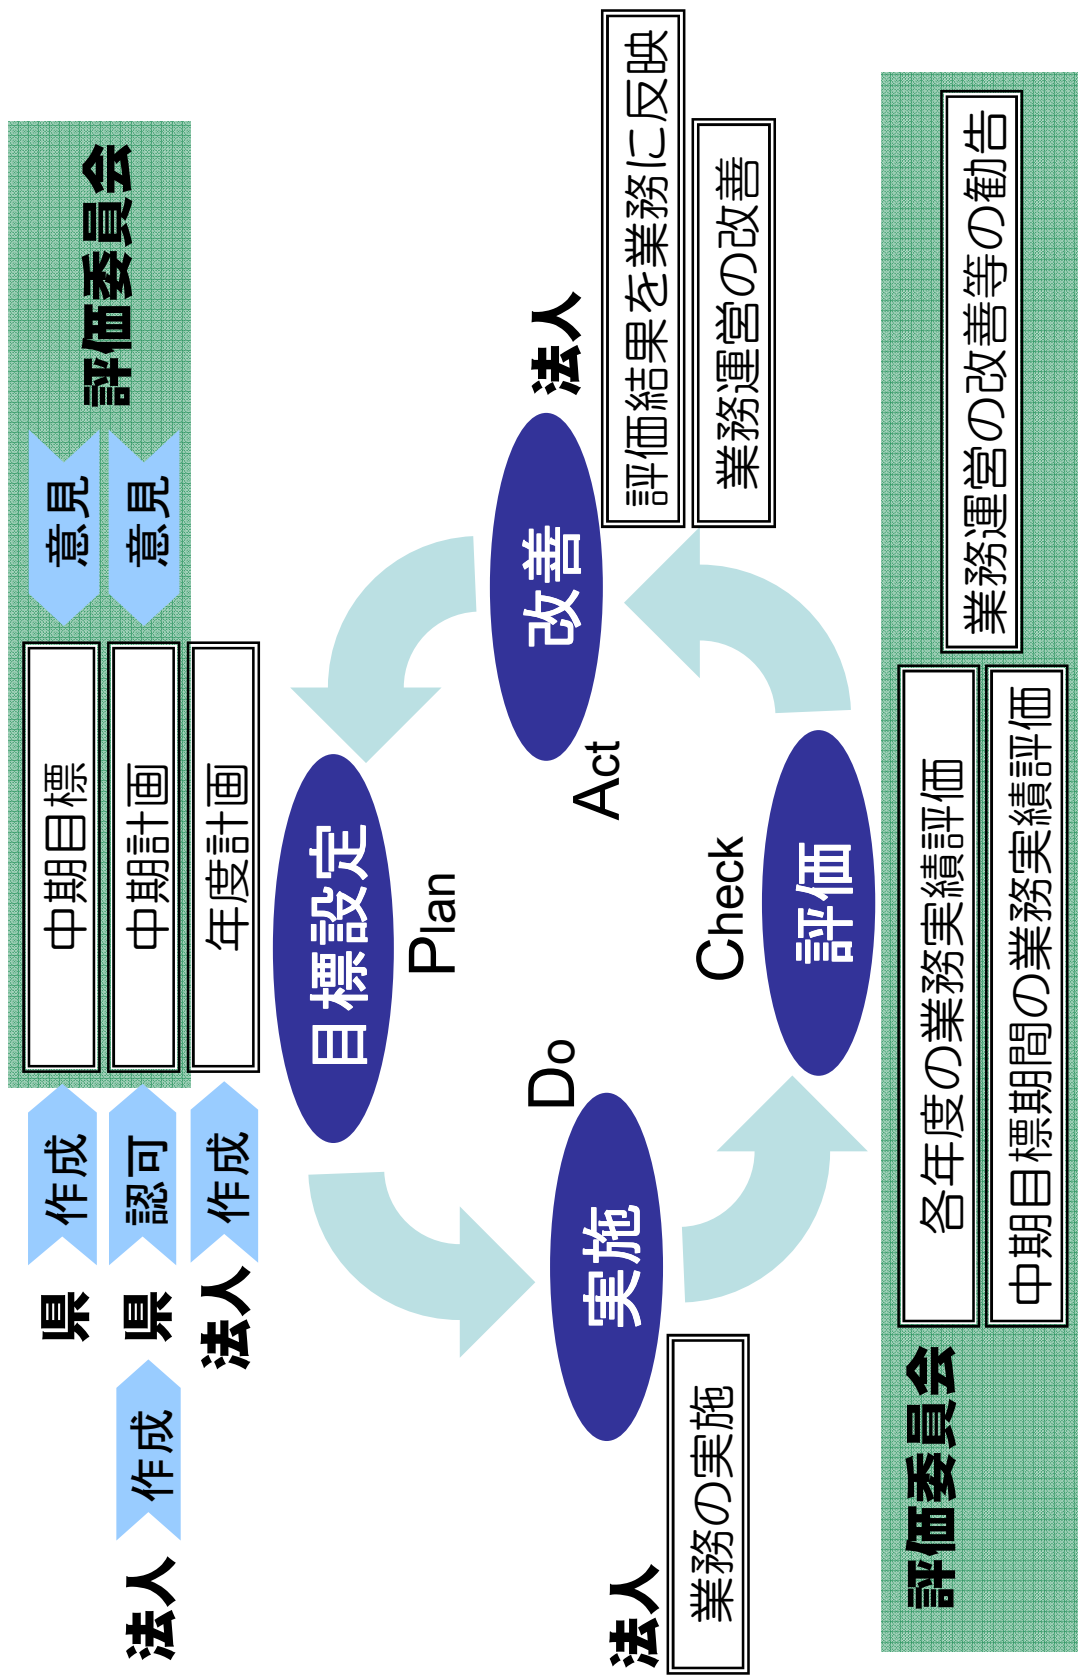 県
作成
中期目標
意見
評価委員会
法人
作成
県
認可
中期計画
意見
法人
作成
年度計画
目標設定
Plan
改善
Act
法人
評価結果を業務に反映
業務運営の改善
実施
Do
法人
業務の実施
Check
評価
評価委員会
各年度の業務実績評価
中期目標期間の業務実績評価
業務運営の改善等の勧告